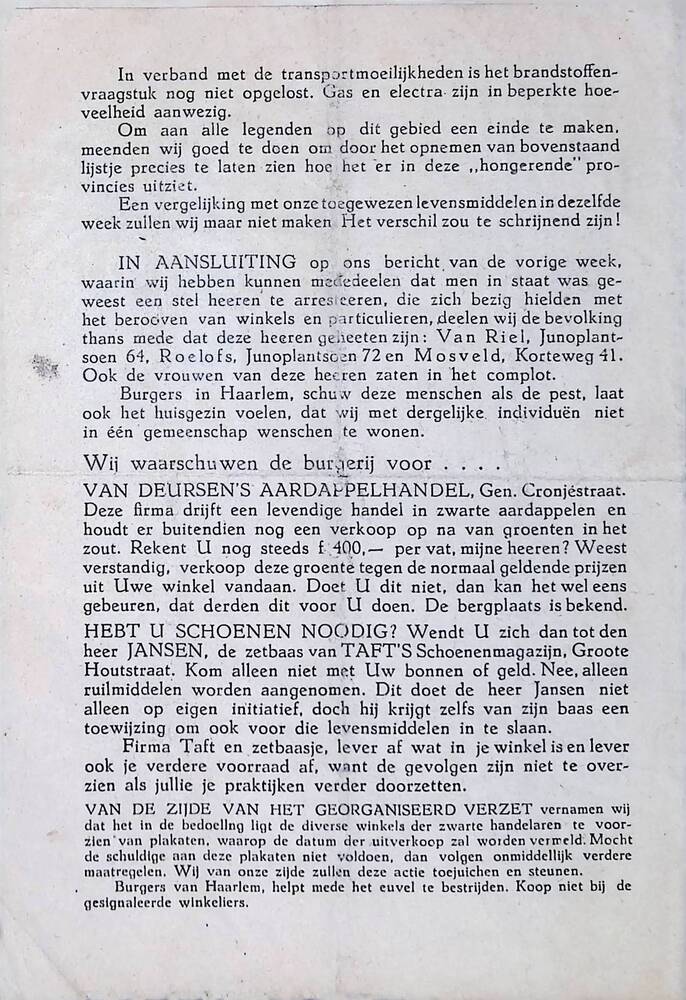 In verband met de transportmoeilijkheden is het brandstoffen-
vraagstuk nog niet opgelost. Gas en electra zijn in beperkte hoe-
veelheid aanwezig.
Om aan alle legenden op dit gebied een einde te maken,
meenden wij goed te doen om door het opnemen van bovenstaand
lijstje precies te laten zien hoe het er in deze „hongerende" pro-
vincies uitziet.
Een vergelijking met onze toegewezen levensmiddelen in dezelfde
week zullen wij maar niet maken Het verschil zou te schrijnend zijn!
IN AANSLUITING op ons bericht van de vorige week,
waarin wij hebben kunnen mededeelen dat men in staat was ge-
weest een stel heeren te arresteeren, die zich bezig hielden met
het berooven van winkels en particulieren, deelen wij de bevolking
thans mede dat deze heeren geheeten zijn: Van Riel, Junoplant-
soen 64, Roelofs, Junoplantsoen 72 en Mosveld, Korteweg 41.
Ook de vrouwen van deze heeren zaten in het complot.
Burgers in Haarlem, schuw deze menschen als de pest, laat
ook het huisgezin voelen, dat wij met dergelijke individuën niet
in één gemeenschap wenschen te wonen.
Wij waarschuwen de burgerij voor . . . .
VAN DEURSEN'S AARDAPPELHANDEL, Gen. Cronjéstraat.
Deze firma drijft een levendige handel in zwarte aardappelen en
houdt er buitendien nog een verkoop op na van groenten in het
zout. Rekent U nog steeds f 400,— per vat, mijne heeren? Weest
verstandig, verkoop deze groente tegen de normaal geldende prijzen
uit Uwe winkel vandaan. Doet U dit niet, dan kan het wel eens
gebeuren, dat derden dit voor U doen. De bergplaats is bekend.
HEBT U SCHOENEN NOODIG? Wendt U zich dan tot den
heer JANSEN, de zetbaas van TAFT'S Schoenenmagazijn, Groote
Houtstraat. Kom alleen niet met Uw bonnen of geld. Nee, alleen
ruilmiddelen worden aangenomen. Dit doet de heer Jansen niet
alleen op eigen initiatief, doch hij krijgt zelfs van zijn baas een
toewijzing om ook voor die levensmiddelen in te slaan.
Firma Taft en zetbaasje, lever af wat in je winkel is en lever
ook je verdere voorraad af, want de gevolgen zijn niet te over-
zien als jullie je praktijken verder doorzetten.
VAN DE ZIJDE VAN HET GEORGANISEERD VERZET vernamen wij
dat het in de bedoeling ligt de diverse winkels der zwarte handelaren te voor-
zien van plakaten, waarop de datum der uitverkoop zal worden vermeld. Mocht
de schuldige aan deze plakaten niet voldoen, dan volgen onmiddellijk verdere
maatregelen. Wij van onze zijde zullen deze actie toejuichen en steunen.
Burgers van Haarlem, helpt mede het euvel te bestrijden. Koop niet bij de
gesignaleerde winkeliers.